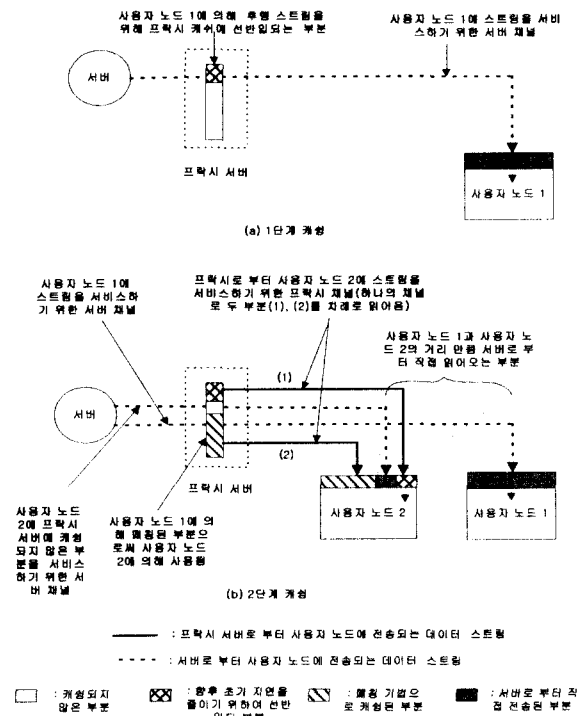 사용자 노드 1에 의해 후행 스트림을
위해 프락시 캐쉬에 선반입되는 부분
사용자 노드 1에 스트림을 서비
스하기 위한 서버 채널
서버
프락시 서버
사용자 노드 1
(a) 1단계 캐슁
사용자 노드 1에
스트림을 서비스하
기 위한 서버 채널
프락시로 부터 사용자 노드 2에 스트림을
서비스하기 위한 프락시 채널(하나의 채널
로 두 부분(1), (2)를 차례로 읽어옴)
사용자 노드 1과 사용자 노
드 2의 거리 만큼 서버로 부
터 직접 읽어오는 부분
(1)
서버
(2)
프락시 서버
사용자 노드 2
사용자 노드 1
사용자 노드
2에 프락시
서버에 캐슁
되지 않은 부
분을 서비스
하기 위한 서
버 채널
사용자 노드 1에 의
해 캐슁된 부분으
로써 사용자 노드
2에 의해 사용됨
(b) 2단계 캐슁
: 프락시 서버로 부터 사용자 노드에 전송되는 데이터 스트림
: 서버로 부터 사용자 노드에 전송되는 데이터 스트림
: 캐슁되지
않은 부분
: 향후 초기 지연을
줄이기 위하여 선반
부분
: 기법으
로 캐슁된 부분
: 서버로 부터 직
접 전송된 부분